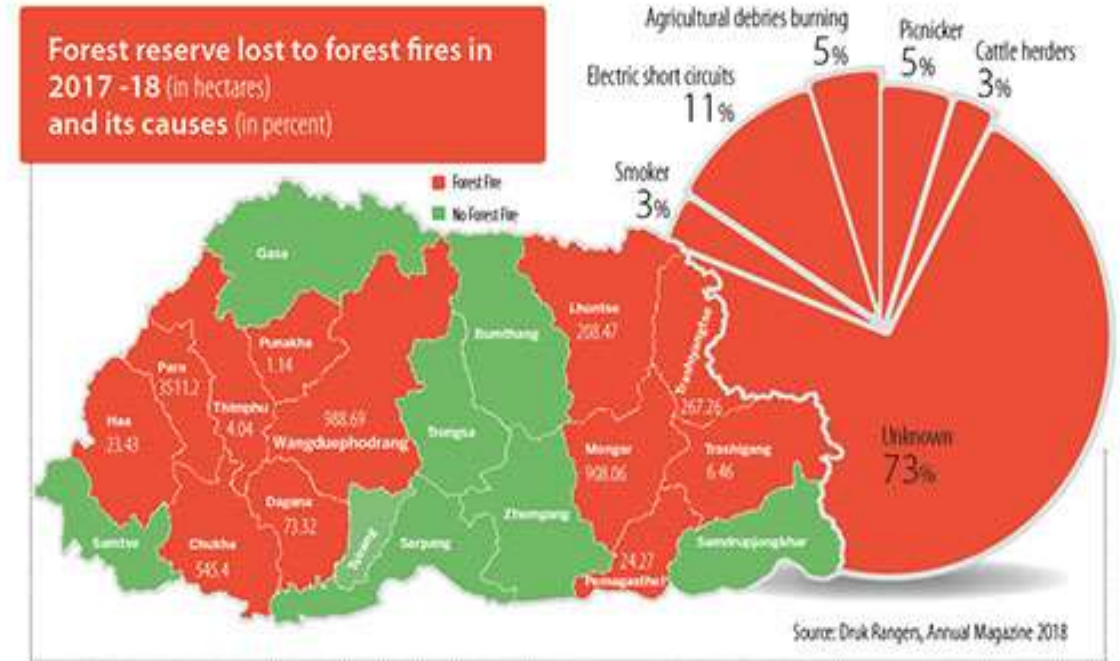 Forest reserve lost to forest fires in
2017 -18 (in hectares)
and its causes (in percent)
Agricultural debries burning
5%
Picnicker
5%
Cattle herders
3%
Electric short circuits
11%
Smoker
3%
Unknown
73%
Forest Fire
No Forest Fire
Gasa
Punakha
1.14
Paro
3511.2
Thimphu
4.04
Haa
23.43
988.69
Wangduephodrang
Dagana
73.32
Chukha
545.4
Samtse
Tsirang
Sarpang
Trongsa
Bumthang
Zhemgang
Lhuntse
208.47
Trashiyangtse
267.26
Mongar
908.06
Trashigang
6.46
24.27
Pemagasthel
Samdrupjongkhar
Source: Druk Rangers, Annual Magazine 2018